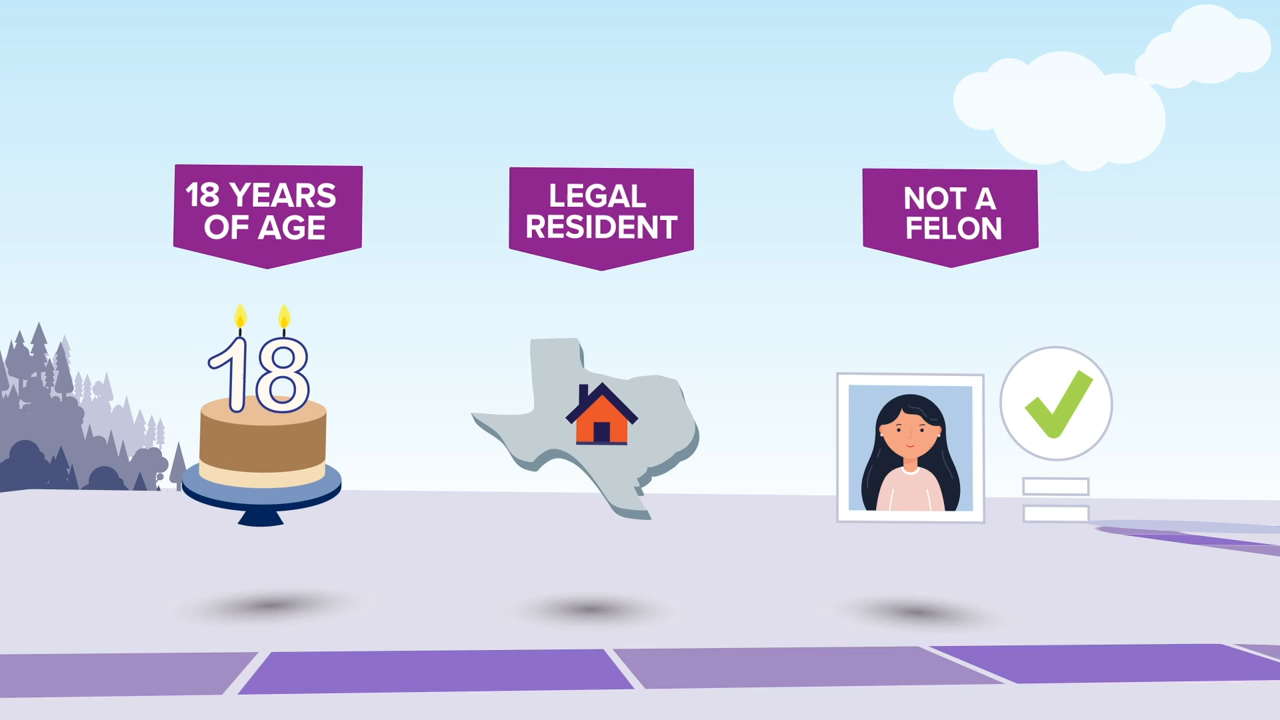 18 YEARS
OF AGE
LEGAL
RESIDENT
NOT A
FELON
18